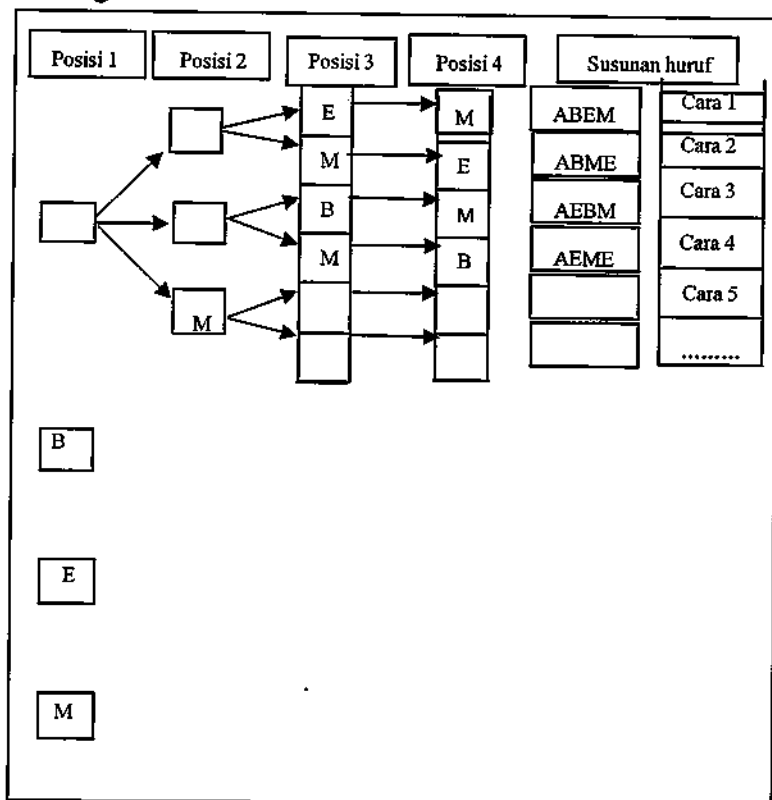 Posisi 1 Posisi 2 Posisi 3 Posisi 4 Susunan huruf
E M ABEM Cara 1
M E ABME Cara 2
B M AEBM Cara 3
M B AEME Cara 4
M Cara 5
.........
B
E
M